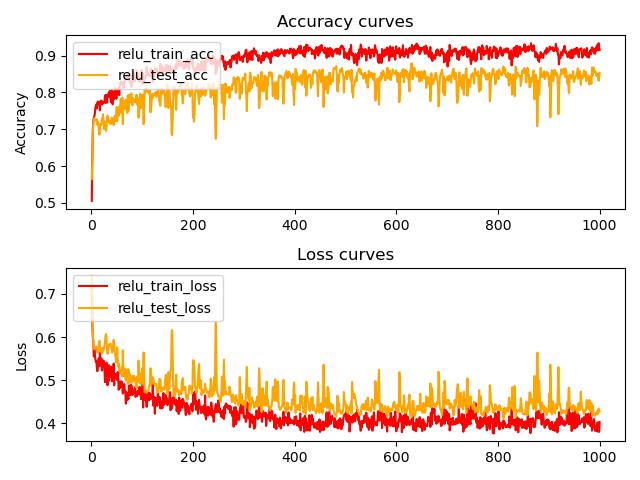 Accuracy curves
relu_train_acc
relu_test_acc
0.9
0.8
0.7
0.6
0.5
Accuracy
0 200 400 600 800 1000
Loss curves
relu_train_loss
relu_test_loss
0.7
0.6
0.5
0.4
Loss
0 200 400 600 800 1000